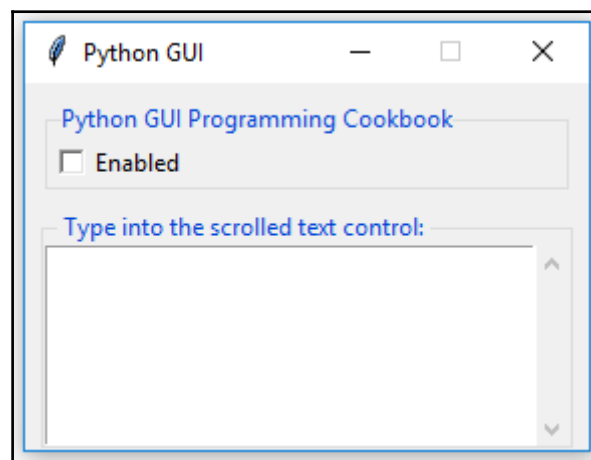 Python GUI
Python GUI Programming Cookbook
Enabled
Type into the scrolled text control: